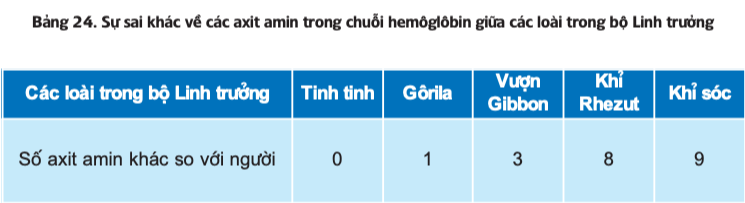 Bảng 24. Sự sai khác về các axit amin trong chuỗi hemôglôbin giữa các loài trong bộ Linh trưởng
Các loài trong bộ Linh trưởng Tinh tinh Gôrila Vượn Gibbon Khỉ Rhezut Khỉ sóc
Số axit amin khác so với người 0 1 3 8 9